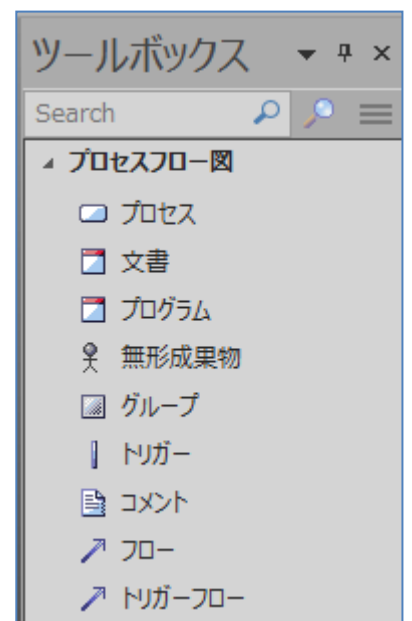 ツールボックス
Search
プロセスフロー図
プロセス
文書
プログラム
無形成果物
グループ
トリガー
コメント
フロー
トリガーフロー